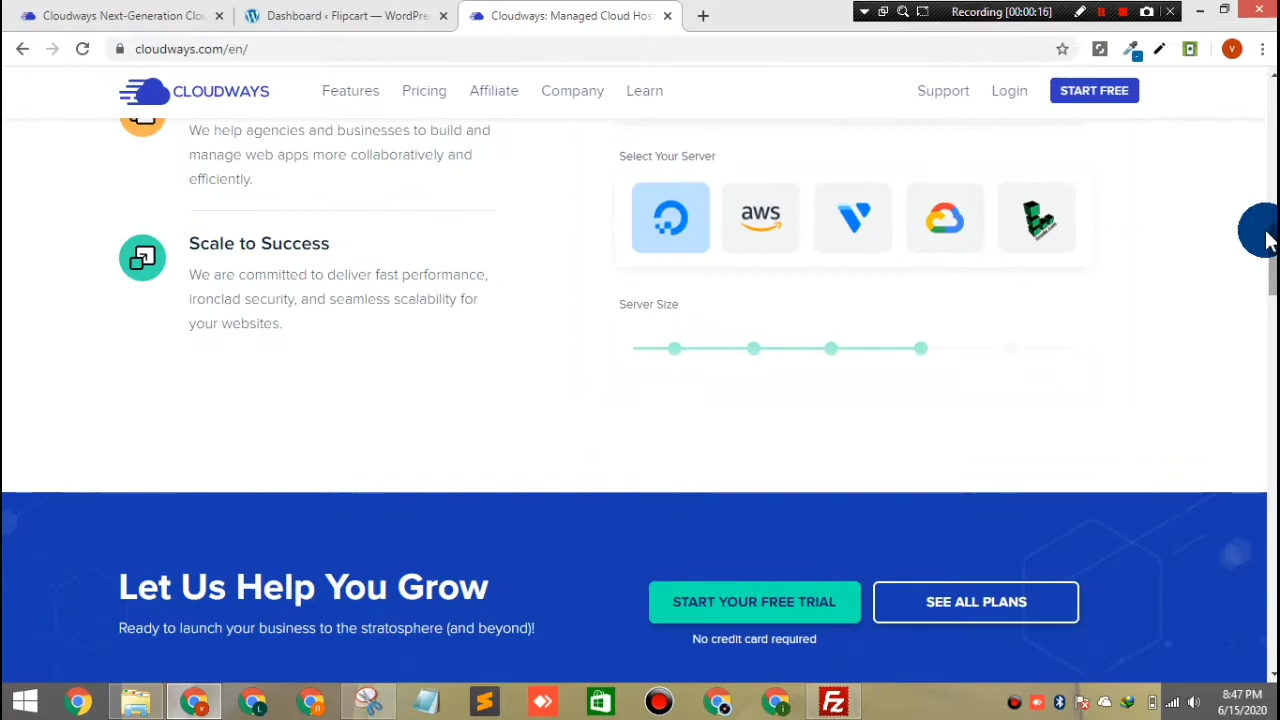 Cloudways Next-Generation Clo
Dashboard ‹ Flipcart — WordPre
Cloudways: Managed Cloud Hos
Recording [00:00:16]
cloudways.com/en/
V
CLOUDWAYS
Features
Pricing
Affiliate
Company
Learn
Support
Login
START FREE
We help agencies and businesses to build and
manage web apps more collaboratively and
efficiently.
Scale to Success
We are committed to deliver fast performance,
ironclad security, and seamless scalability for
your websites.
Select Your Server
aws
Server Size
Let Us Help You Grow
Ready to launch your business to the stratosphere (and beyond)!
START YOUR FREE TRIAL
No credit card required
SEE ALL PLANS
Fz
8:47 PM
6/15/2020